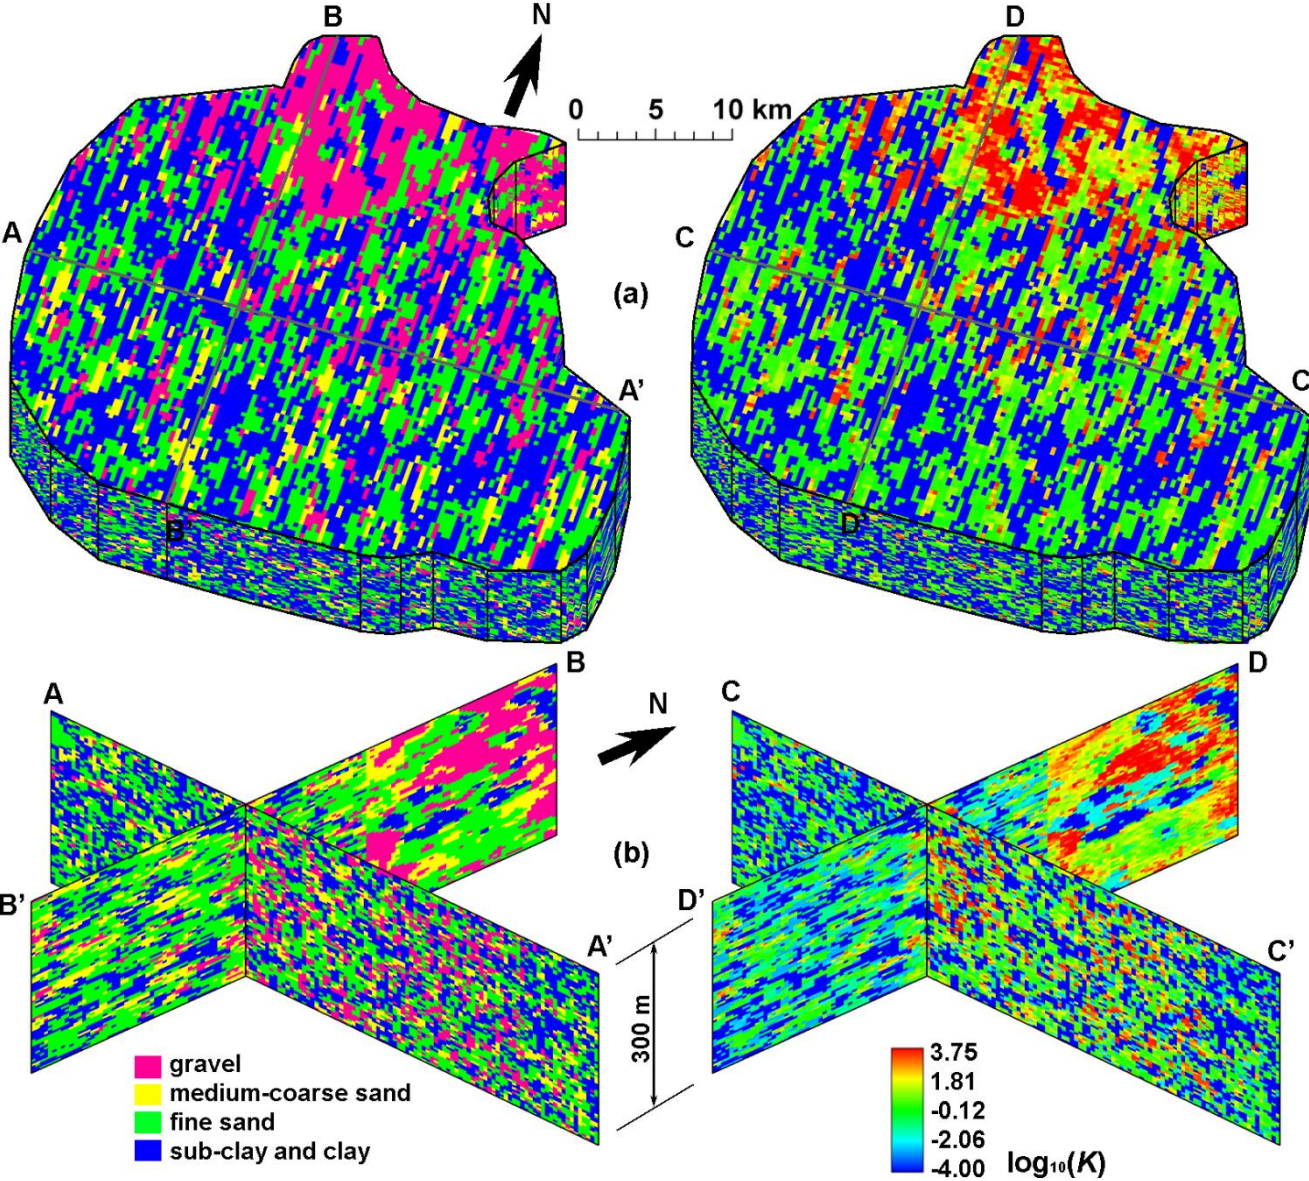 B
N
D
0 5 10 km
A
C
(a)
A’
C
B’
D’
B
D
A
C
N
(b)
B’
D’
A’
C’
300 m
gravel
medium-coarse sand
fine sand
sub-clay and clay
3.75
1.81
-0.12
-2.06
-4.00
log₁₀(K)